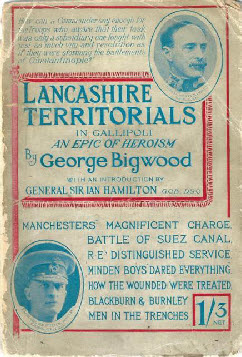 LANCASHIRE
TERRITORIALS
IN GALLIPOLI
AN EPIC OF HEROISM
By George Bigwood
WITH AN INTRODUCTION BY
GENERAL SIR IAN HAMILTON G.C.B. D.S.O.
MANCHESTERS' MAGNIFICENT CHARGE
BATTLE OF SUEZ CANAL
R.E. DISTINGUISHED SERVICE
MINDEN BOYS DARED EVERYTHING
HOW THE WOUNDED WERE TREATED
BLACKBURN & BURNLEY
MEN IN THE TRENCHES
1/3
NET